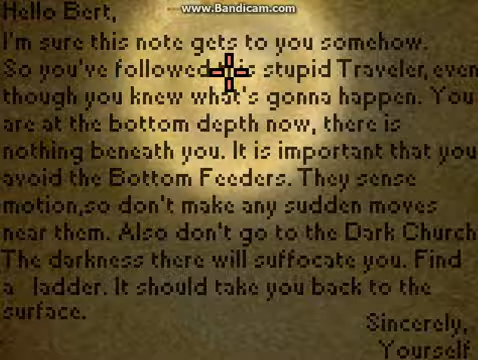 www.Bandicam.com
Hello Bert,
I'm sure this note gets to you somehow.
So you've followed this stupid Traveler, even
though you knew what's gonna happen. You
are at the bottom depth now, there is
nothing beneath you. It is important that you
avoid the Bottom Feeders. They sense
motion,so don't make any sudden moves
near them. Also don't go to the Dark Church
The darkness there will suffocate you. Find
a ladder. It should take you back to the
surface.
Sincerely,
Yourself.